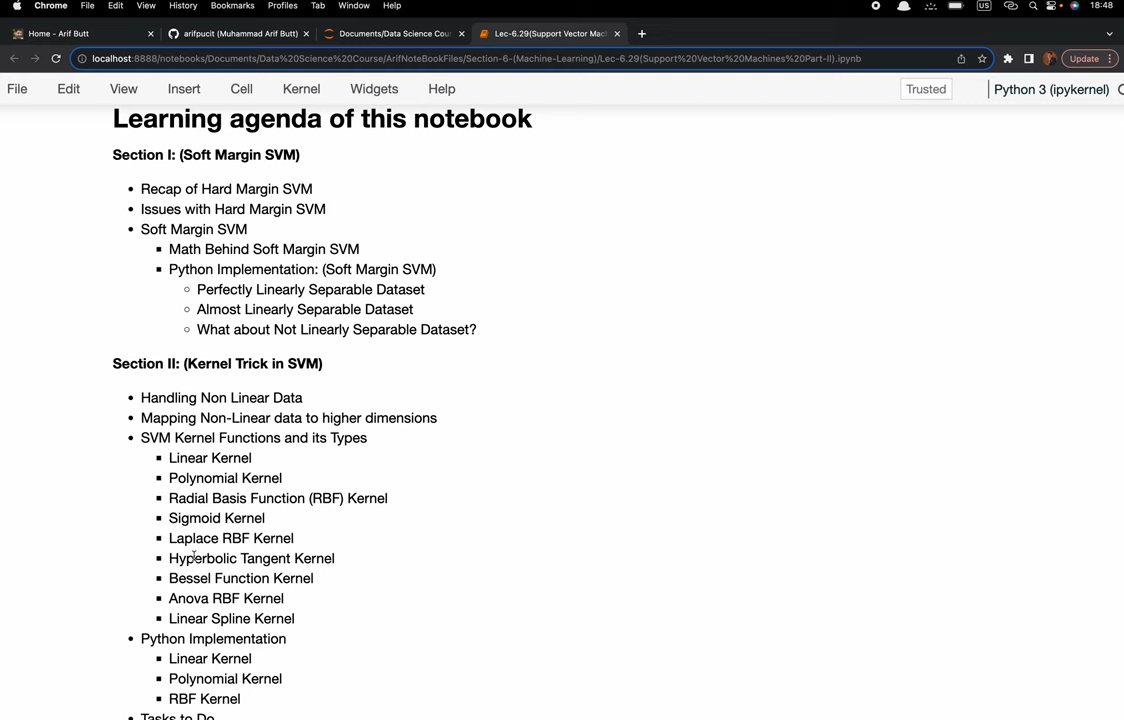 Chrome File Edit View History Bookmarks Profiles Tab Window Help US 18:48
Home - Arif Butt arifpucit (Muhammad Arif Butt) Documents/Data Science Cou Lec-6.29(Support Vector Mac
localhost:8888/notebooks/Documents/Data%20Science%20Course/ArifNoteBookFiles/Section-6-(Machine-Learning)/Lec-6.29(Support%20Vector%20Machines%20Part-II).ipynb Update
File Edit View Insert Cell Kernel Widgets Help Trusted Python 3 (ipykernel)
Learning agenda of this notebook
Section I: (Soft Margin SVM)
Recap of Hard Margin SVM
Issues with Hard Margin SVM
Soft Margin SVM
Math Behind Soft Margin SVM
Python Implementation: (Soft Margin SVM)
Perfectly Linearly Separable Dataset
Almost Linearly Separable Dataset
What about Not Linearly Separable Dataset?
Section II: (Kernel Trick in SVM)
Handling Non Linear Data
Mapping Non-Linear data to higher dimensions
SVM Kernel Functions and its Types
Linear Kernel
Polynomial Kernel
Radial Basis Function (RBF) Kernel
Sigmoid Kernel
Laplace RBF Kernel
Hyperbolic Tangent Kernel
Bessel Function Kernel
Anova RBF Kernel
Linear Spline Kernel
Python Implementation
Linear Kernel
Polynomial Kernel
RBF Kernel
Tasks to Do